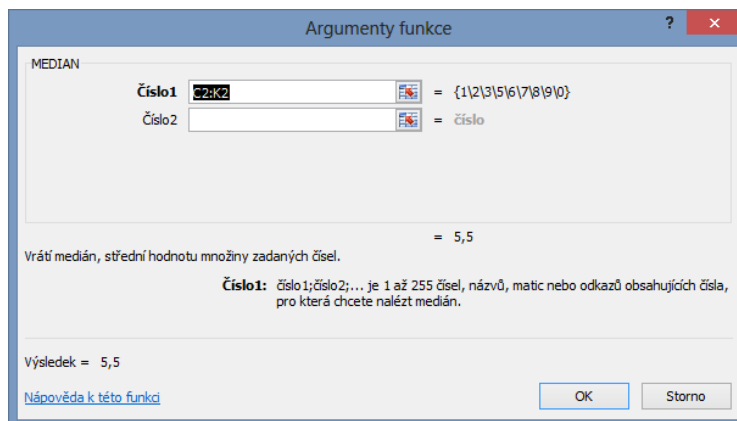 Argumenty funkce
? ×
MEDIAN
Číslo1 C2:K2 = {1\2\3\5\6\7\8\9\0}
Číslo2 = číslo
= 5,5
Vrátí medián, střední hodnotu množiny zadaných čísel.
Číslo1: číslo1;číslo2;... je 1 až 255 čísel, názvů, matic nebo odkazů obsahujících čísla,
pro která chcete nalézt medián.
Výsledek = 5,5
Nápověda k této funkci
OK Storno